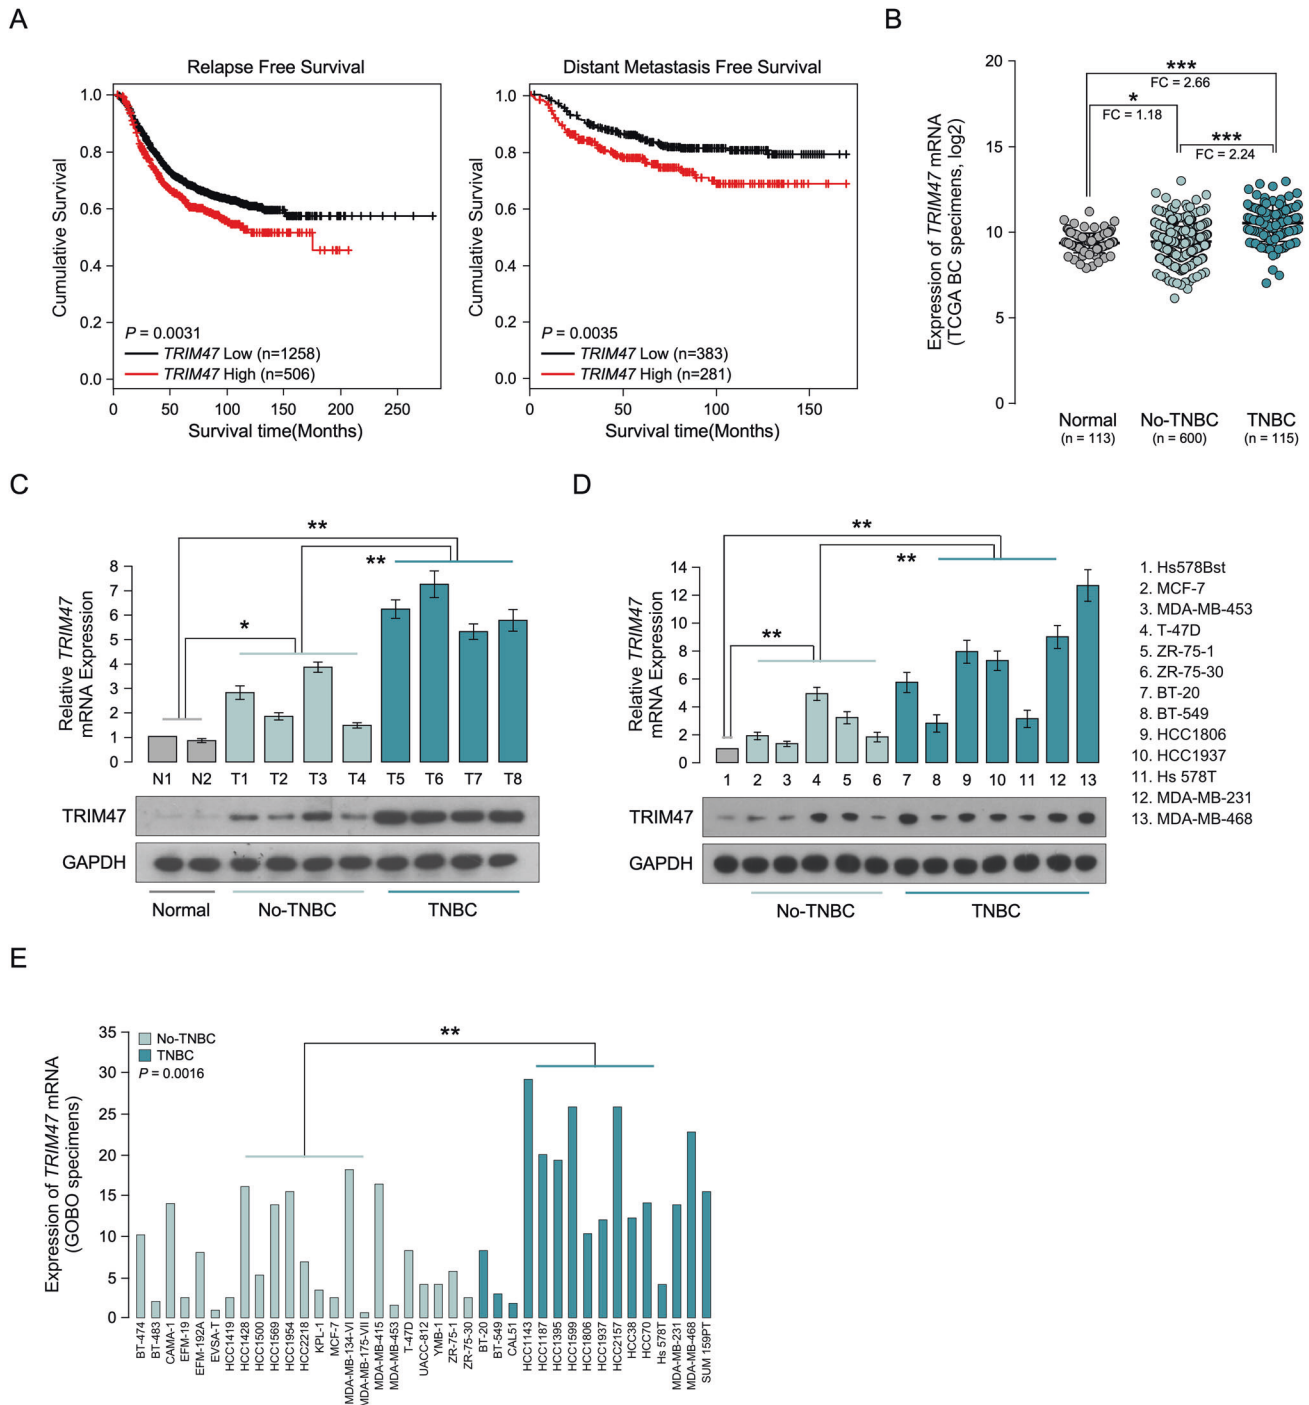 A
Relapse Free Survival
Cumulative Survival
1.0
0.8
0.6
0.4
0.2
0.0
P = 0.0031
TRIM47 Low (n=1258)
TRIM47 High (n=506)
0 50 100 150 200 250
Survival time(Months)
Distant Metastasis Free Survival
Cumulative Survival
1.0
0.8
0.6
0.4
0.2
0.0
P = 0.0035
TRIM47 Low (n=383)
TRIM47 High (n=281)
0 50 100 150
Survival time(Months)
B
Expression of TRIM47 mRNA
(TCGA BC specimens, log2)
20
15
10
5
0
***
FC = 2.66
*
FC = 1.18
***
FC = 2.24
Normal No-TNBC TNBC
(n = 113) (n = 600) (n = 115)
C
Relative TRIM47
mRNA Expression
8
7
6
5
4
3
2
1
0
**
**
*
N1 N2 T1 T2 T3 T4 T5 T6 T7 T8
TRIM47
GAPDH
Normal No-TNBC TNBC
D
Relative TRIM47
mRNA Expression
14
12
10
8
6
4
2
0
**
**
**
1 2 3 4 5 6 7 8 9 10 11 12 13
TRIM47
GAPDH
No-TNBC TNBC
1. Hs578Bst
2. MCF-7
3. MDA-MB-453
4. T-47D
5. ZR-75-1
6. ZR-75-30
7. BT-20
8. BT-549
9. HCC1806
10. HCC1937
11. Hs 578T
12. MDA-MB-231
13. MDA-MB-468
E
Expression of TRIM47 mRNA
(GOBO specimens)
35
30
25
20
15
10
5
0
No-TNBC
TNBC
P = 0.0016
**
BT-474
BT-483
CAMA-1
EFM-19
EFM-192A
EVSA-T
HCC1419
HCC1428
HCC1500
HCC1569
HCC1954
HCC2218
KPL-1
MCF-7
MDA-MB-134-VI
MDA-MB-175-VII
MDA-MB-415
MDA-MB-453
T-47D
UACC-812
YMB-1
ZR-75-1
ZR-75-30
BT-20
BT-549
CAL51
HCC1143
HCC1187
HCC1395
HCC1599
HCC1806
HCC1937
HCC2157
HCC38
HCC70
Hs 578T
MDA-MB-231
MDA-MB-468
SUM 159PT